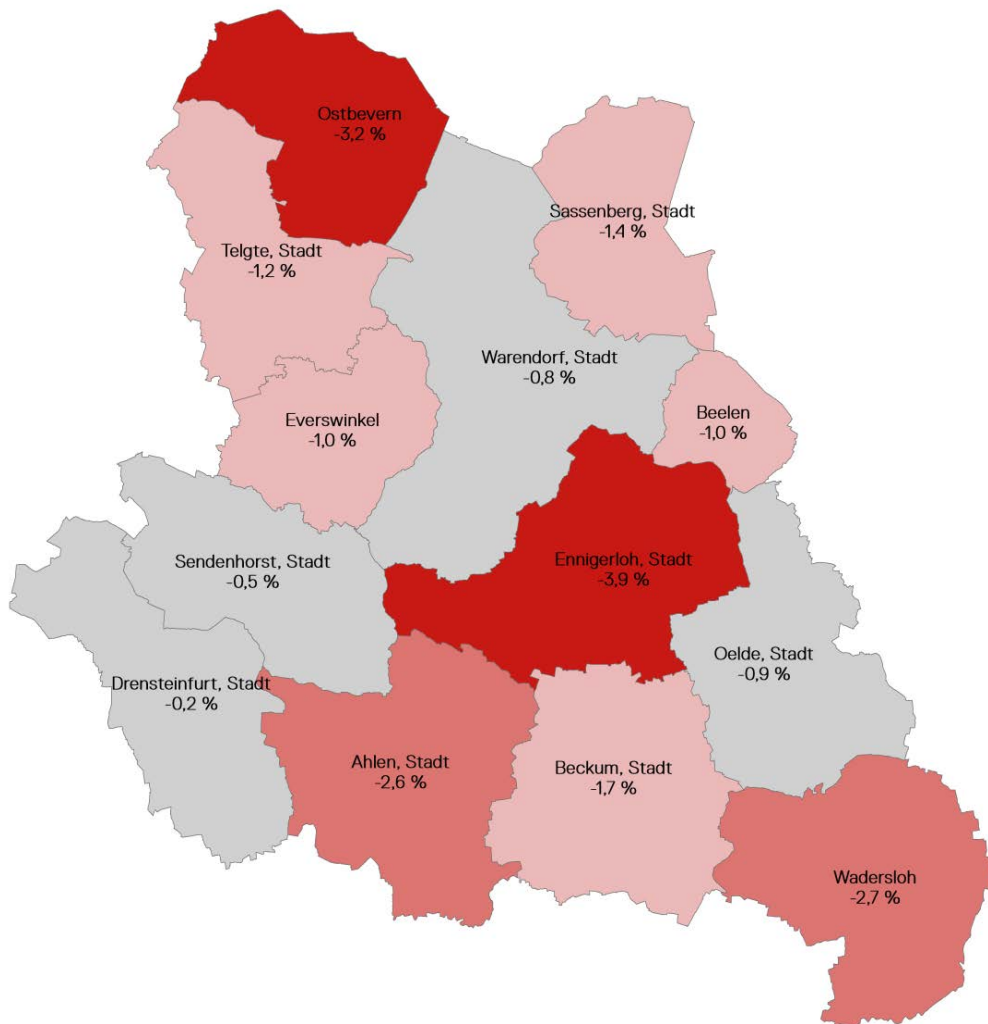 Ostbevern
-3,2 %
Sassenberg, Stadt
-1,4 %
Telgte, Stadt
-1,2 %
Warendorf, Stadt
-0,8 %
Everswinkel
-1,0 %
Beelen
-1,0 %
Sendenhorst, Stadt
-0,5 %
Ennigerloh, Stadt
-3,9 %
Oelde, Stadt
-0,9 %
Drensteinfurt, Stadt
-0,2 %
Ahlen, Stadt
-2,6 %
Beckum, Stadt
-1,7 %
Wadersloh
-2,7 %